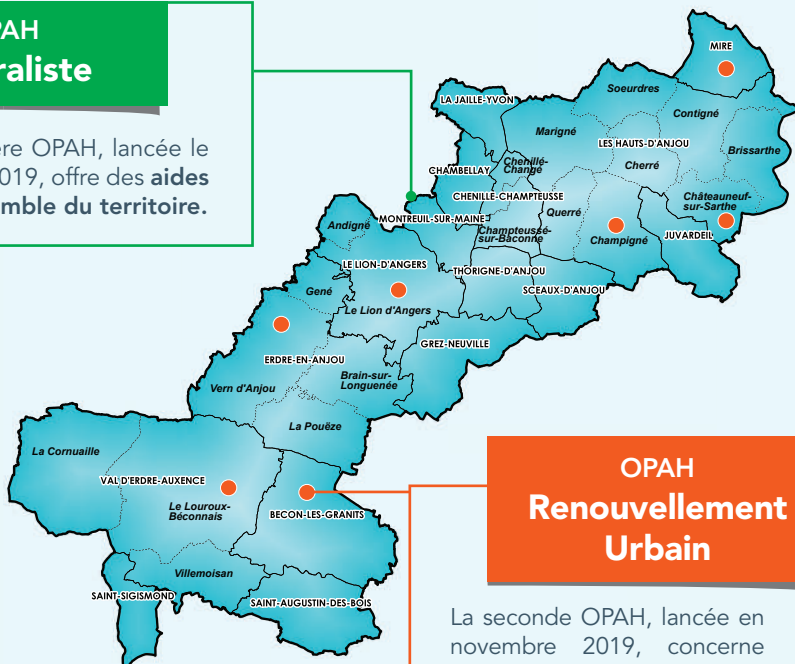 PAH
raliste
ère OPAH, lancée le
2019, offre des aides
mble du territoire.
MIRE
LA JAILLE-YVON
Soeurdres
Contigné
Marigné
LES HAUTS-D'ANJOU
Brissarthe
Chenillé-
Changé
Cherré
CHAMBELLAY
CHENILLE-CHAMPTEUSSE
Châteauneuf-
sur-Sarthe
MONTREUIL-SUR-MAINE
Querré
Andigné
Champteussé-
sur-Baconne
Champigné
JUVARDEIL
LE LION-D'ANGERS
THORIGNE-D'ANJOU
Gené
SCEAUX-D'ANJOU
Le Lion d'Angers
GREZ-NEUVILLE
ERDRE-EN-ANJOU
Brain-sur-
Longuenée
Vern d'Anjou
La Pouëze
La Cornuaille
VAL D'ERDRE-AUXENCE
Le Louroux-
Béconnais
BECON-LES-GRANITS
Villemoisan
SAINT-SIGISMOND
SAINT-AUGUSTIN-DES-BOIS
OPAH
Renouvellement
Urbain
La seconde OPAH, lancée en
novembre 2019, concerne